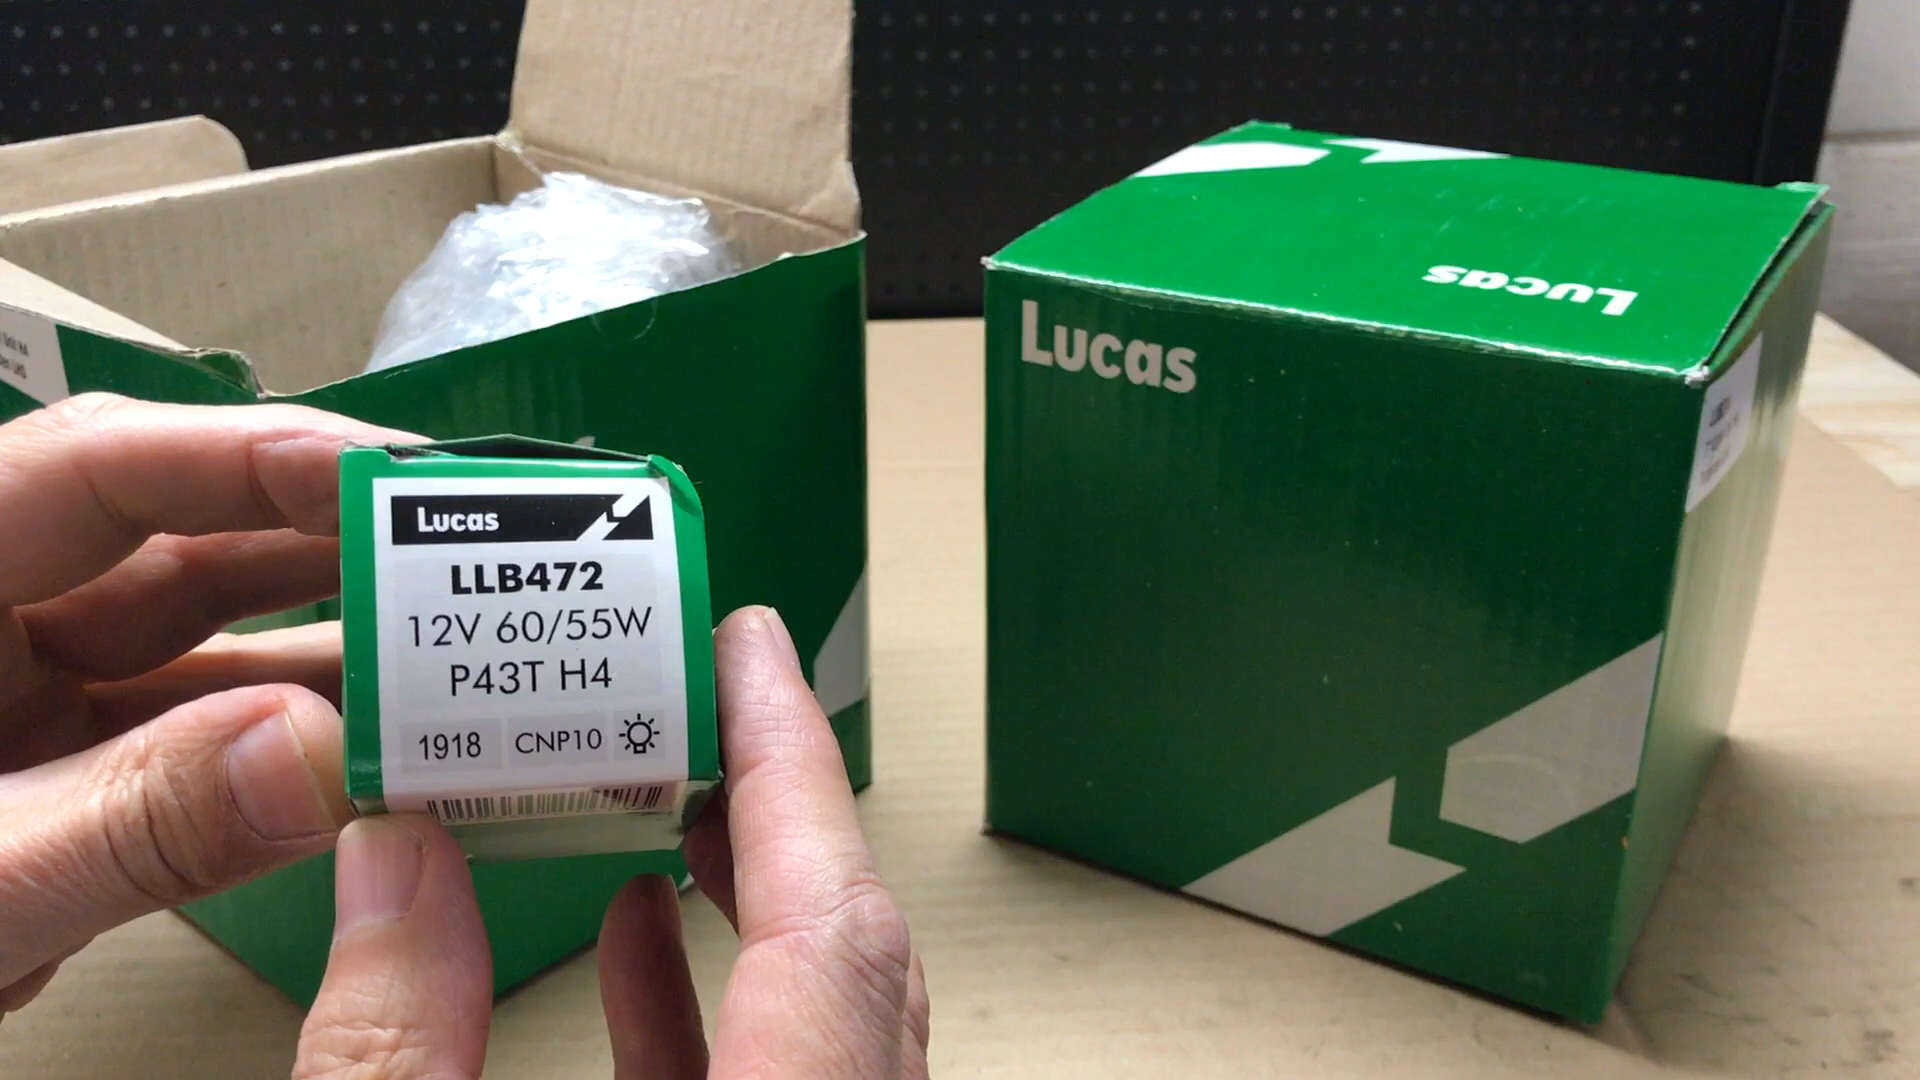 Lucas
Lucas
Lucas
LLB472
12V 60/55W
P43T H4
1918
CNP10